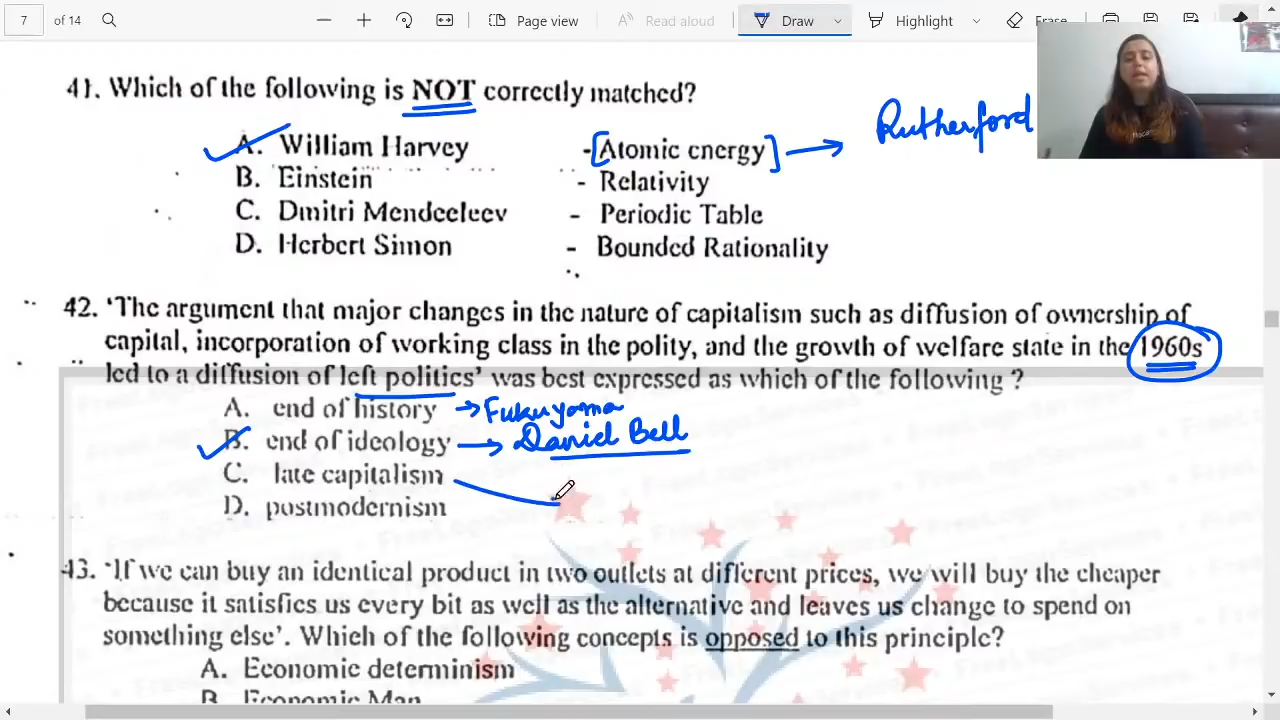 7 of 14 Page view Read aloud Draw Highlight Erase
41. Which of the following is NOT correctly matched?
Rutherford
A. William Harvey - [Atomic energy]
B. Einstein - Relativity
C. Dmitri Mendeeleev - Periodic Table
D. Herbert Simon - Bounded Rationality
42. 'The argument that major changes in the nature of capitalism such as diffusion of ownership of
capital, incorporation of working class in the polity, and the growth of welfare state in the 1960s
led to a diffusion of left politics' was best expressed as which of the following ?
A. end of history → Fukuyama
B. end of ideology → Daniel Bell
C. late capitalism
D. postmodernism
43. 'If we can buy an identical product in two outlets at different prices, we will buy the cheaper
because it satisfies us every bit as well as the alternative and leaves us change to spend on
something else'. Which of the following concepts is opposed to this principle?
A. Economic determinism
B. Economic Man